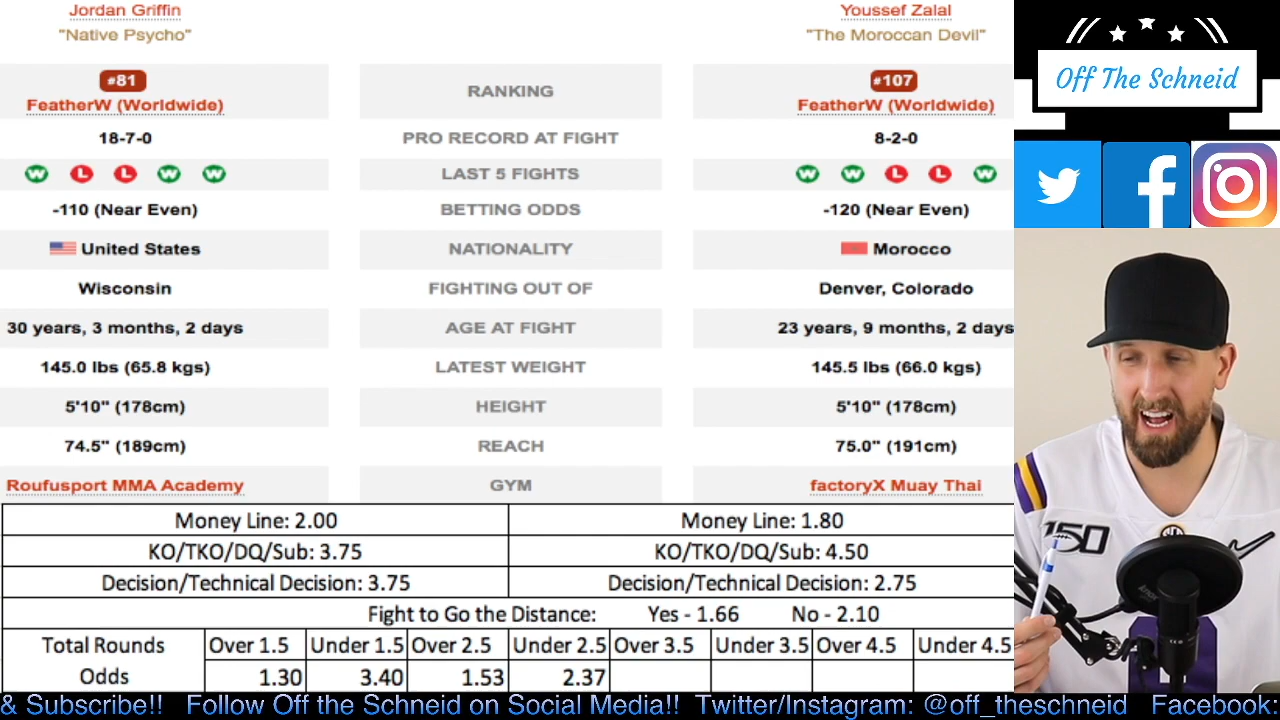 Jordan Griffin
"Native Psycho"
Youssef Zalal
"The Moroccan Devil"
#81
FeatherW (Worldwide)
RANKING
#107
FeatherW (Worldwide)
18-7-0
PRO RECORD AT FIGHT
8-2-0
W L L W W
LAST 5 FIGHTS
W W L L W
-110 (Near Even)
BETTING ODDS
-120 (Near Even)
United States
NATIONALITY
Morocco
Wisconsin
FIGHTING OUT OF
Denver, Colorado
30 years, 3 months, 2 days
AGE AT FIGHT
23 years, 9 months, 2 days
145.0 lbs (65.8 kgs)
LATEST WEIGHT
145.5 lbs (66.0 kgs)
5'10" (178cm)
HEIGHT
5'10" (178cm)
74.5" (189cm)
REACH
75.0" (191cm)
Roufusport MMA Academy
GYM
factoryX Muay Thai
Money Line: 2.00
Money Line: 1.80
KO/TKO/DQ/Sub: 3.75
KO/TKO/DQ/Sub: 4.50
Decision/Technical Decision: 3.75
Decision/Technical Decision: 2.75
Fight to Go the Distance: Yes - 1.66 No - 2.10
Total Rounds Over 1.5 Under 1.5 Over 2.5 Under 2.5 Over 3.5 Under 3.5 Over 4.5 Under 4.5
Odds 1.30 3.40 1.53 2.37
Off The Schneid
150
& Subscribe!! Follow Off the Schneid on Social Media!! Twitter/Instagram: @off_theschneid Facebook: